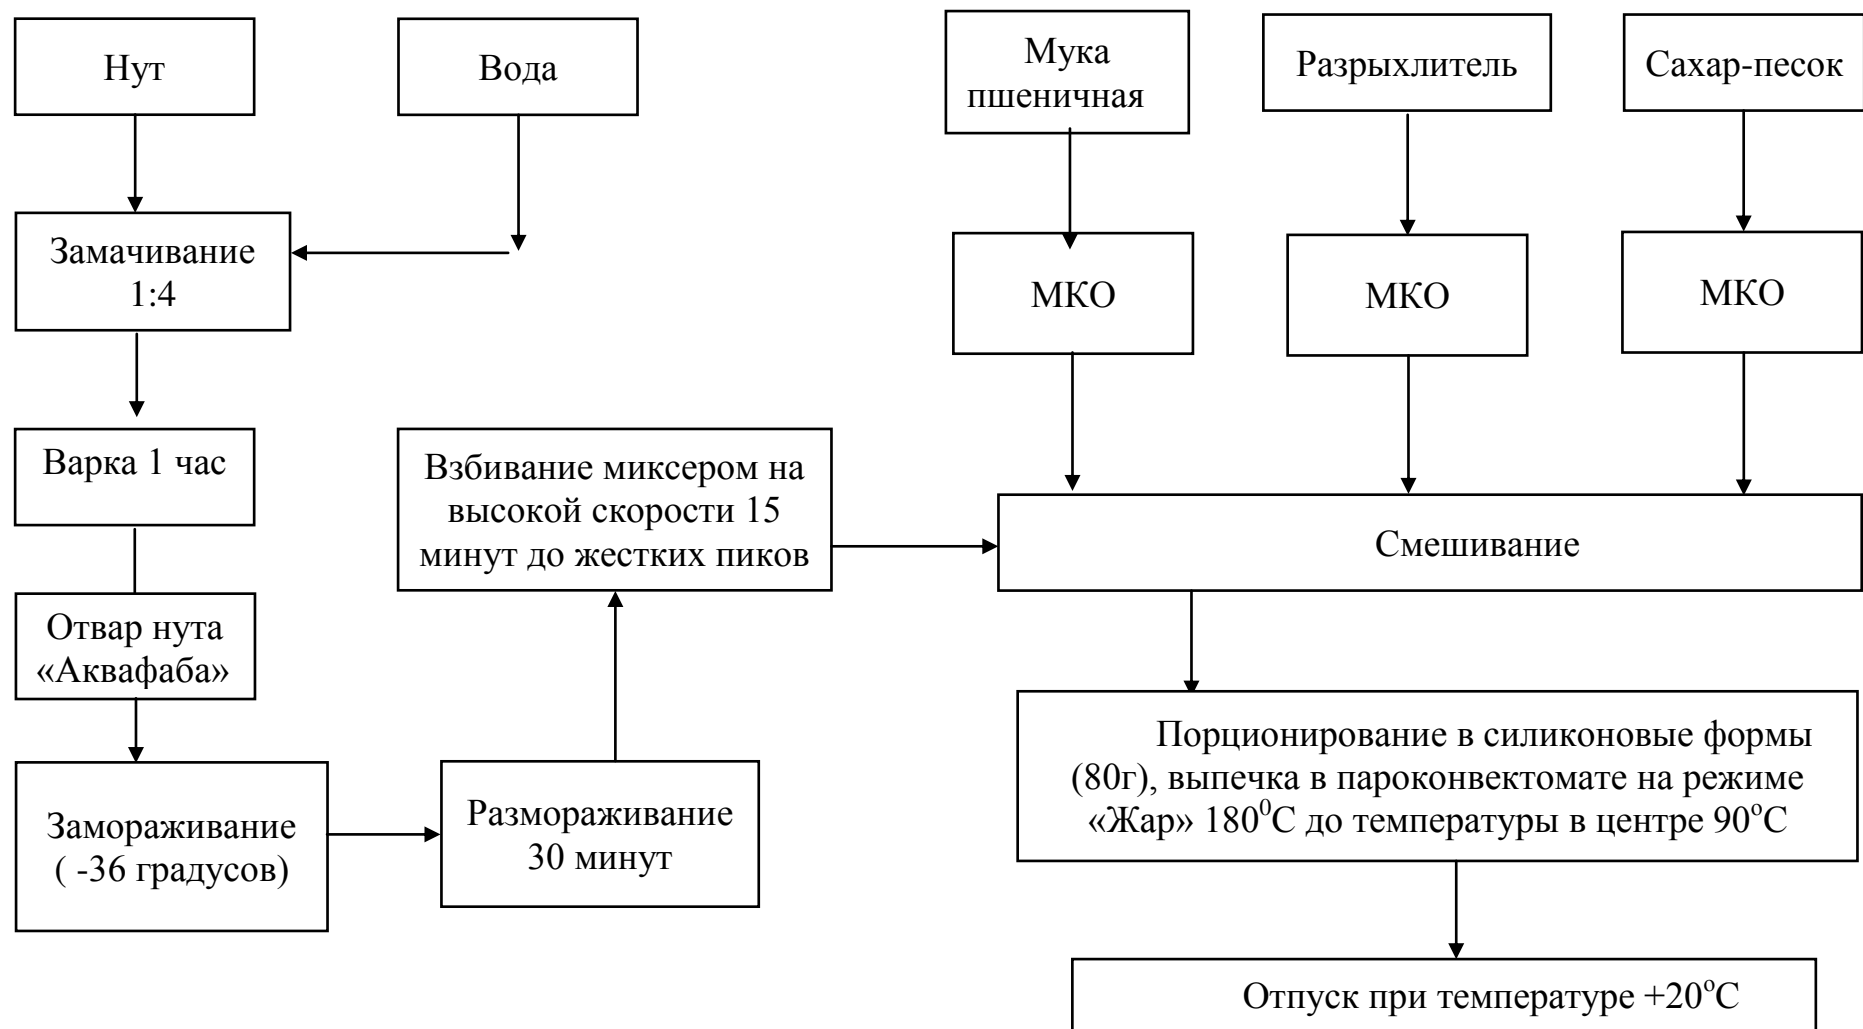 Нут
Вода
Мука
пшеничная
Разрыхлитель
Сахар-песок
Замачивание
1:4
МКО
МКО
МКО
Варка 1 час
Взбивание миксером на
высокой скорости 15
минут до жестких пиков
Смешивание
Отвар нута
«Аквафаба»
Замораживание
( -36 градусов)
Размораживание
30 минут
Порционирование в силиконовые формы
(80г), выпечка в пароконвектомате на режиме
«Жар» 180⁰С до температуры в центре 90ᵒС
Отпуск при температуре +20ᵒС